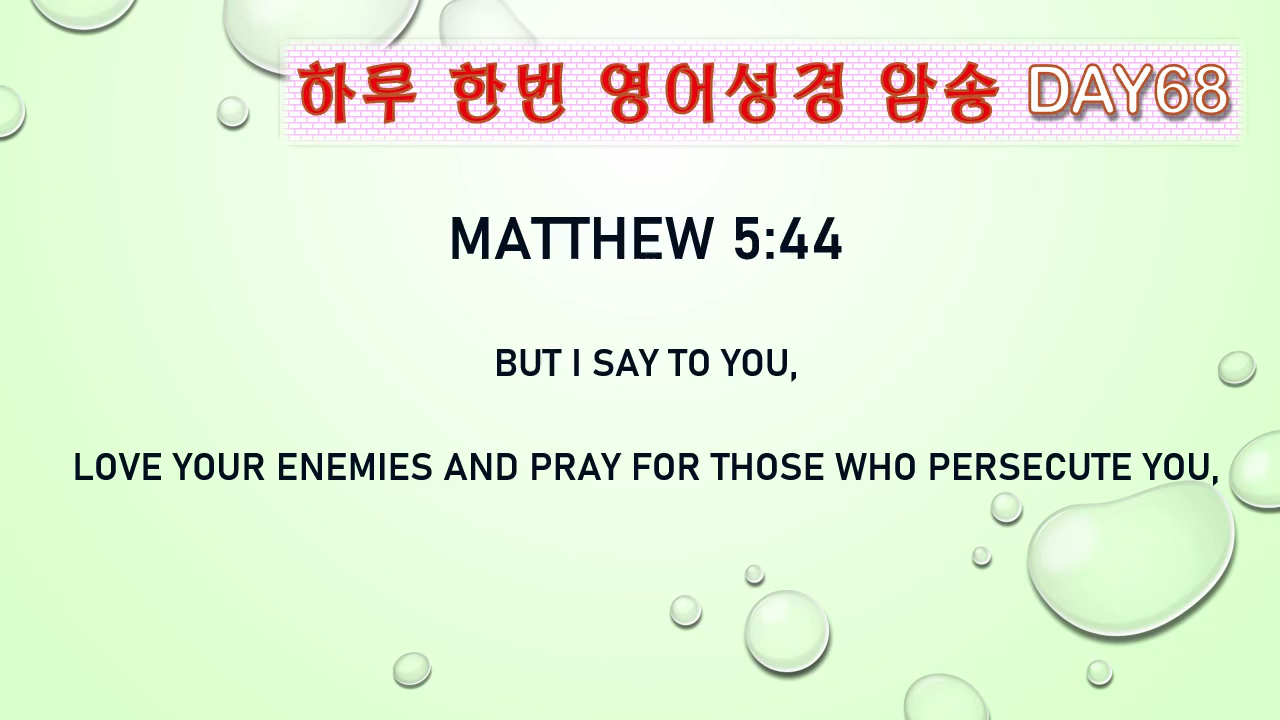 하루 한번 영어성경 암송 DAY68
MATTHEW 5:44
BUT I SAY TO YOU,
LOVE YOUR ENEMIES AND PRAY FOR THOSE WHO PERSECUTE YOU,